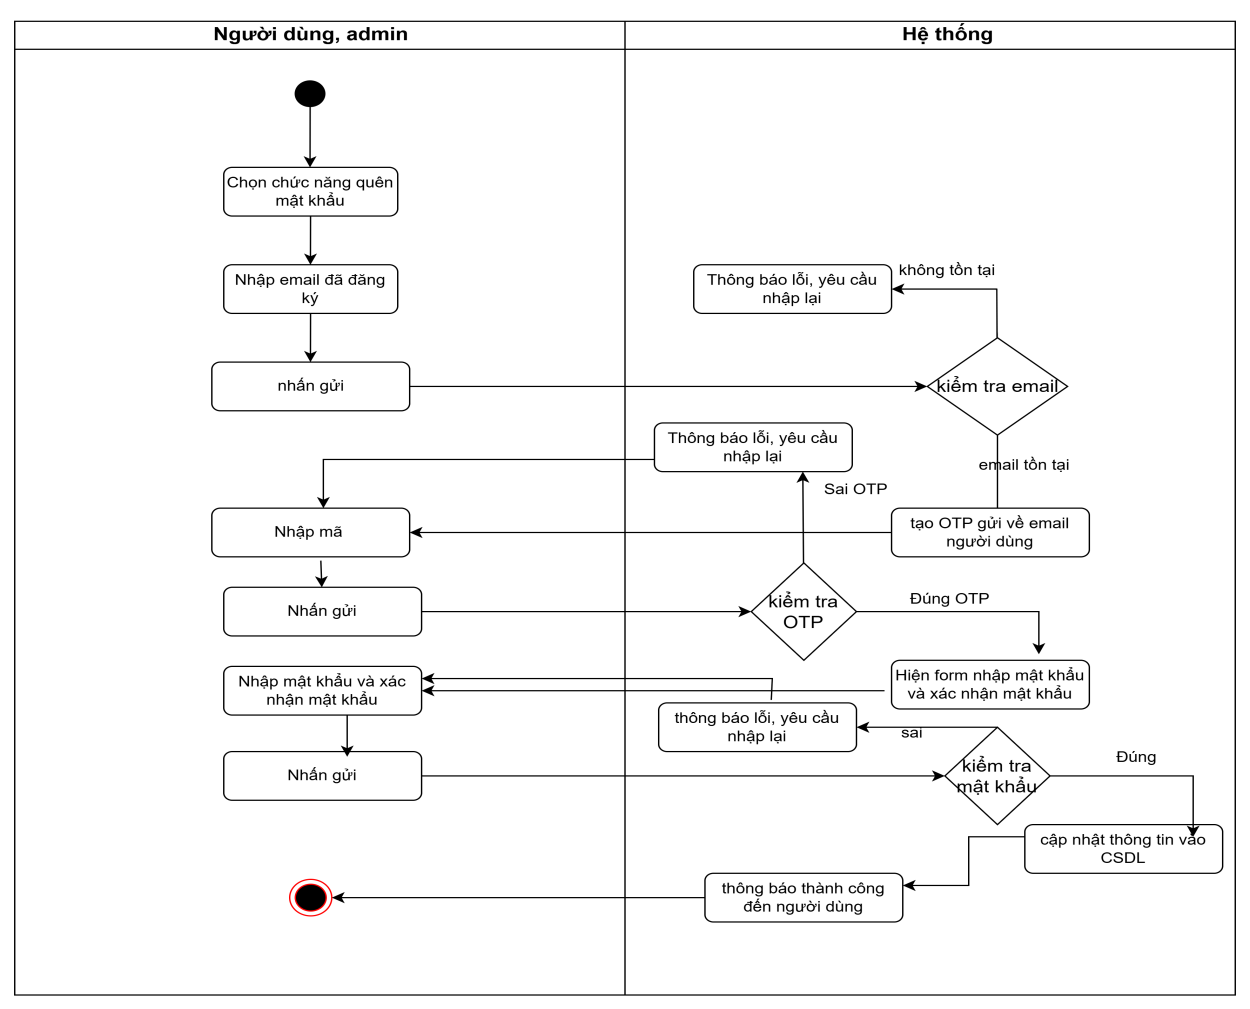 Người dùng, admin
Hệ thống
Chọn chức năng quên
mật khẩu
Nhập email đã đăng
ký
Thông báo lỗi, yêu cầu
nhập lại
không tồn tại
nhấn gửi
kiểm tra email
Thông báo lỗi, yêu cầu
nhập lại
email tồn tại
Sai OTP
Nhập mã
tạo OTP gửi về email
người dùng
Nhấn gửi
kiểm tra
OTP
Đúng OTP
Nhập mật khẩu và xác
nhận mật khẩu
Hiện form nhập mật khẩu
và xác nhận mật khẩu
thông báo lỗi, yêu cầu
nhập lại
sai
Nhấn gửi
kiểm tra
mật khẩu
Đúng
cập nhật thông tin vào
CSDL
thông báo thành công
đến người dùng